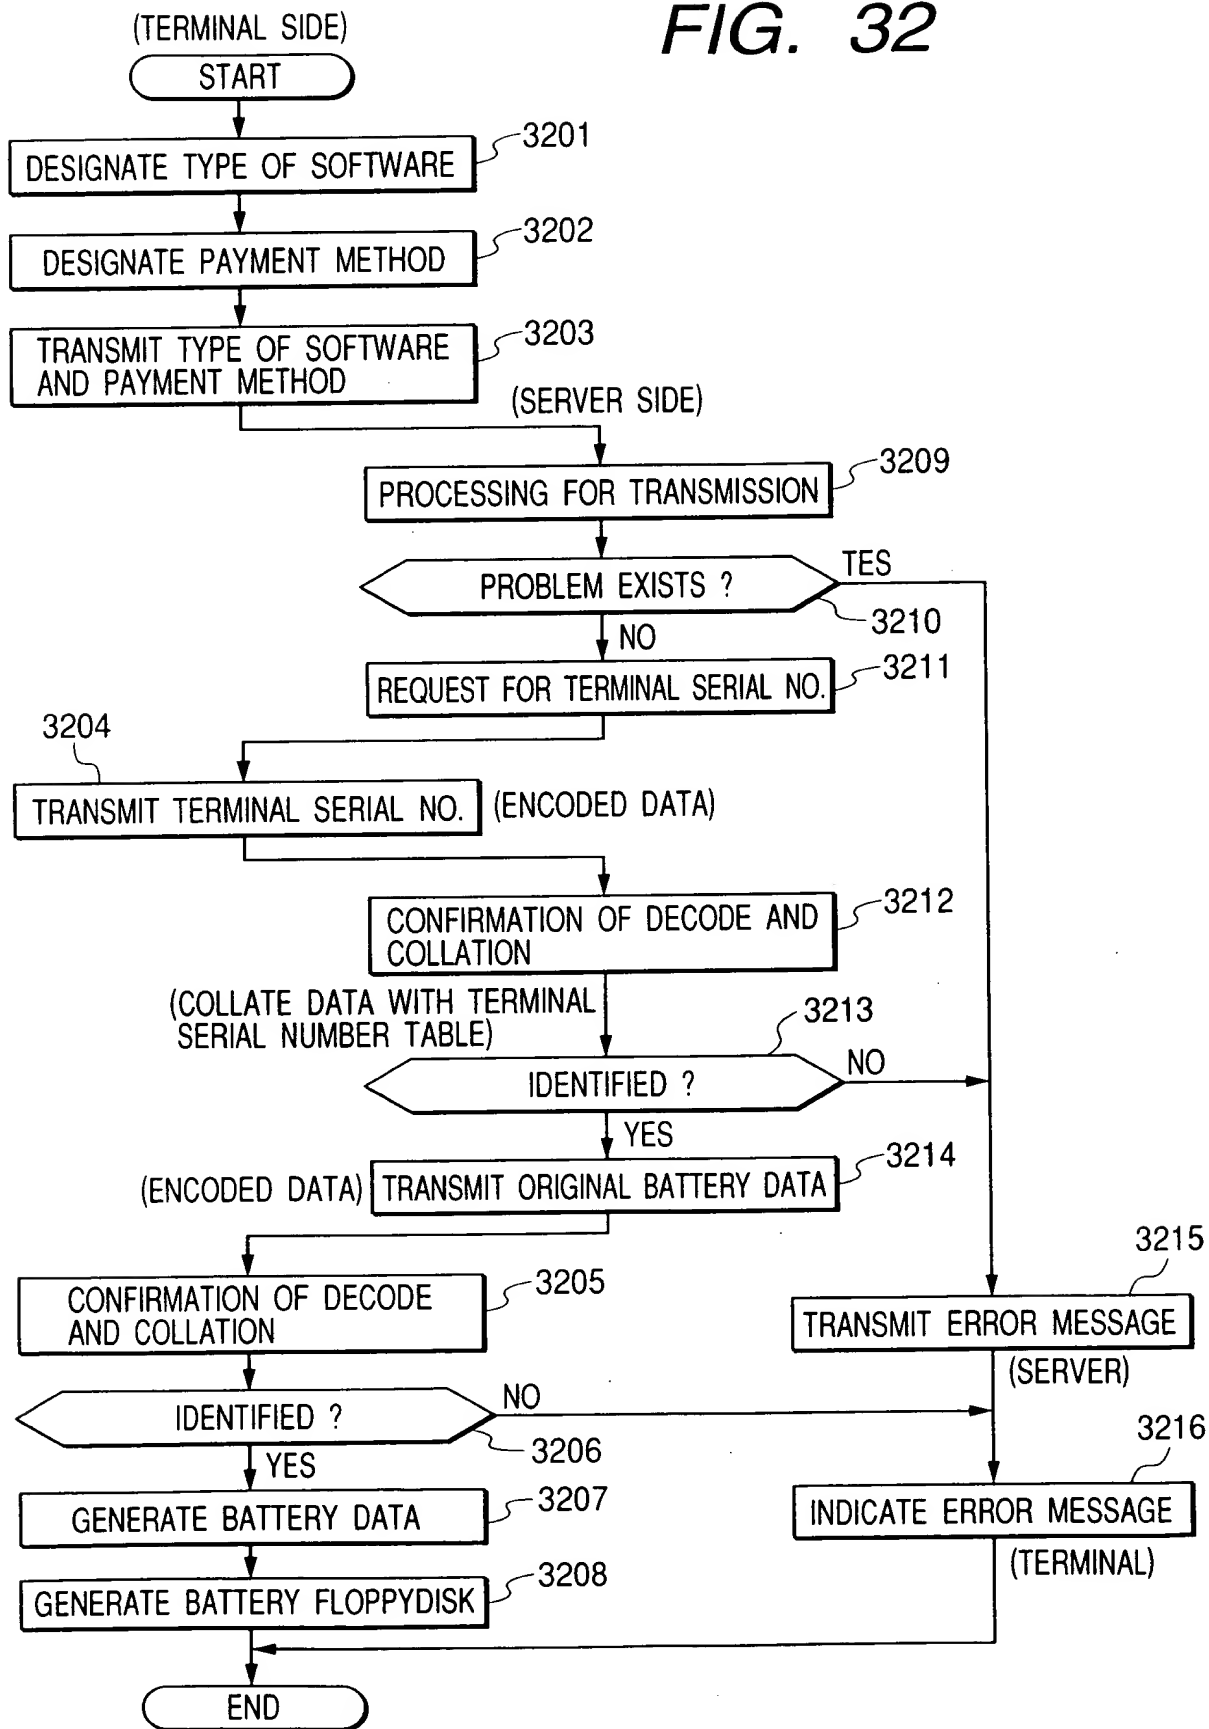 FIG. 32
(TERMINAL SIDE)
START
3201
DESIGNATE TYPE OF SOFTWARE
3202
DESIGNATE PAYMENT METHOD
3203
TRANSMIT TYPE OF SOFTWARE
AND PAYMENT METHOD
(SERVER SIDE)
3209
PROCESSING FOR TRANSMISSION
PROBLEM EXISTS ?
TES
3210
NO
3211
REQUEST FOR TERMINAL SERIAL NO.
3204
TRANSMIT TERMINAL SERIAL NO.
(ENCODED DATA)
3212
CONFIRMATION OF DECODE AND
COLLATION
(COLLATE DATA WITH TERMINAL
SERIAL NUMBER TABLE)
3213
IDENTIFIED ?
NO
YES
3214
(ENCODED DATA)
TRANSMIT ORIGINAL BATTERY DATA
3205
CONFIRMATION OF DECODE
AND COLLATION
3215
TRANSMIT ERROR MESSAGE
(SERVER)
IDENTIFIED ?
NO
3206
YES
3216
INDICATE ERROR MESSAGE
(TERMINAL)
3207
GENERATE BATTERY DATA
3208
GENERATE BATTERY FLOPPYDISK
END